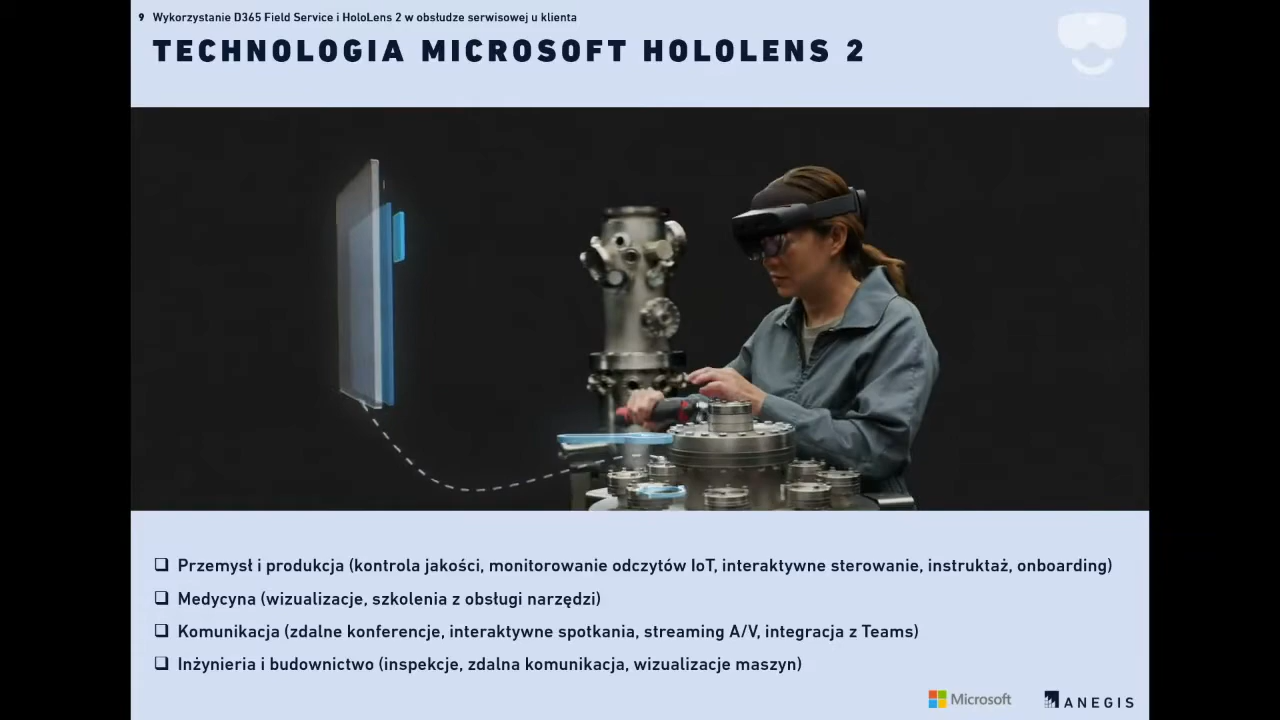 9 Wykorzystanie D365 Field Service i HoloLens 2 w obsłudze serwisowej u klienta
TECHNOLOGIA MICROSOFT HOLOLENS 2
Przemysł i produkcja (kontrola jakości, monitorowanie odczytów IoT, interaktywne sterowanie, instruktaż, onboarding)
Medycyna (wizualizacje, szkolenia z obsługi narzędzi)
Komunikacja (zdalne konferencje, interaktywne spotkania, streaming A/V, integracja z Teams)
Inżynieria i budownictwo (inspekcje, zdalna komunikacja, wizualizacje maszyn)
Microsoft ANEGIS